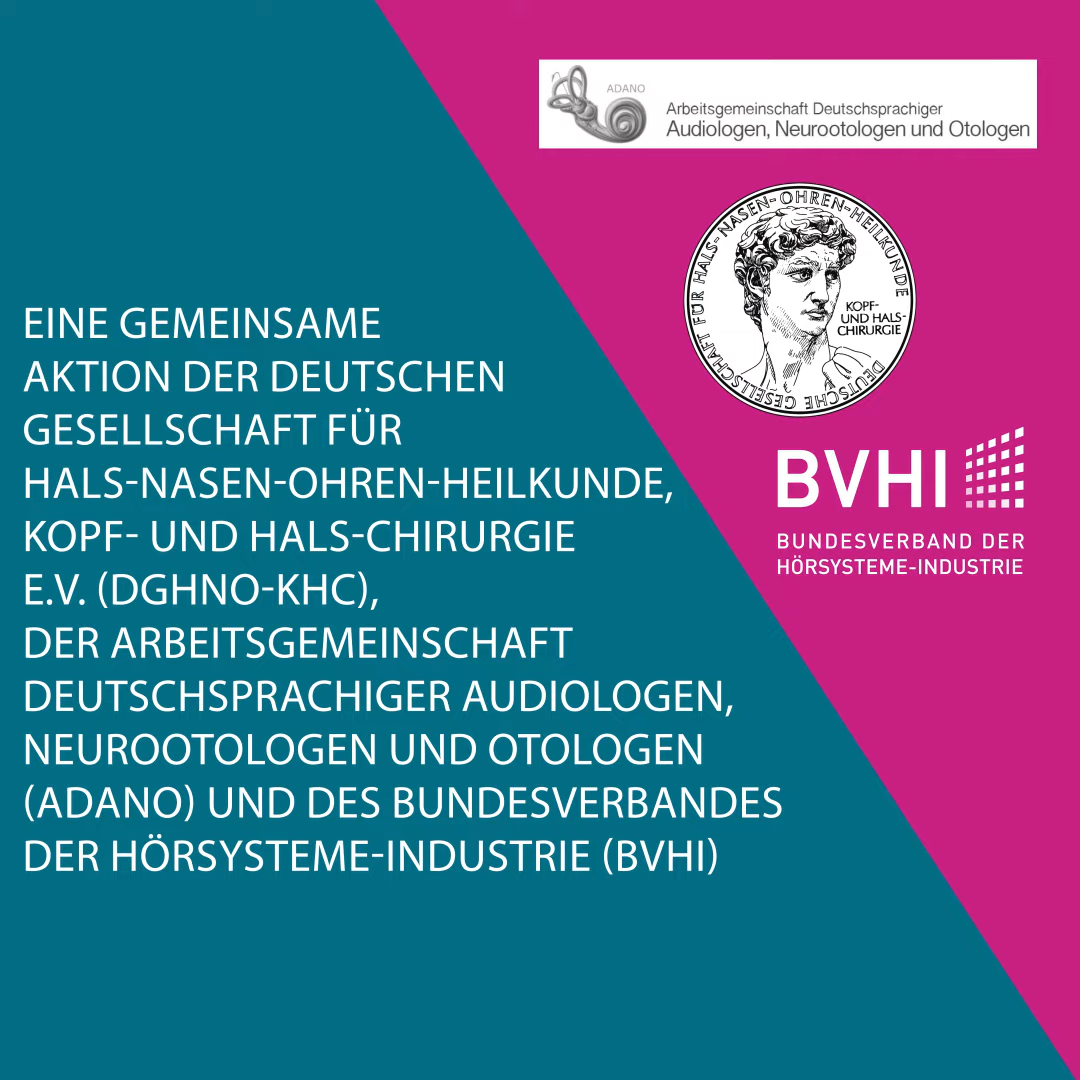 ADANO
Arbeitsgemeinschaft Deutschsprachiger
Audiologen, Neurootologen und Otologen
DEUTSCHE GESELLSCHAFT FÜR HALS-NASEN-OHREN-HEILKUNDE
KOPF-
UND HALS-
CHIRURGIE
BVHI
BUNDESVERBAND DER
HÖRSYSTEME-INDUSTRIE
EINE GEMEINSAME
AKTION DER DEUTSCHEN
GESELLSCHAFT FÜR
HALS-NASEN-OHREN-HEILKUNDE,
KOPF- UND HALS-CHIRURGIE
E.V. (DGHNO-KHC),
DER ARBEITSGEMEINSCHAFT
DEUTSCHSPRACHIGER AUDIOLOGEN,
NEUROOTOLOGEN UND OTOLOGEN
(ADANO) UND DES BUNDESVERBANDES
DER HÖRSYSTEME-INDUSTRIE (BVHI)